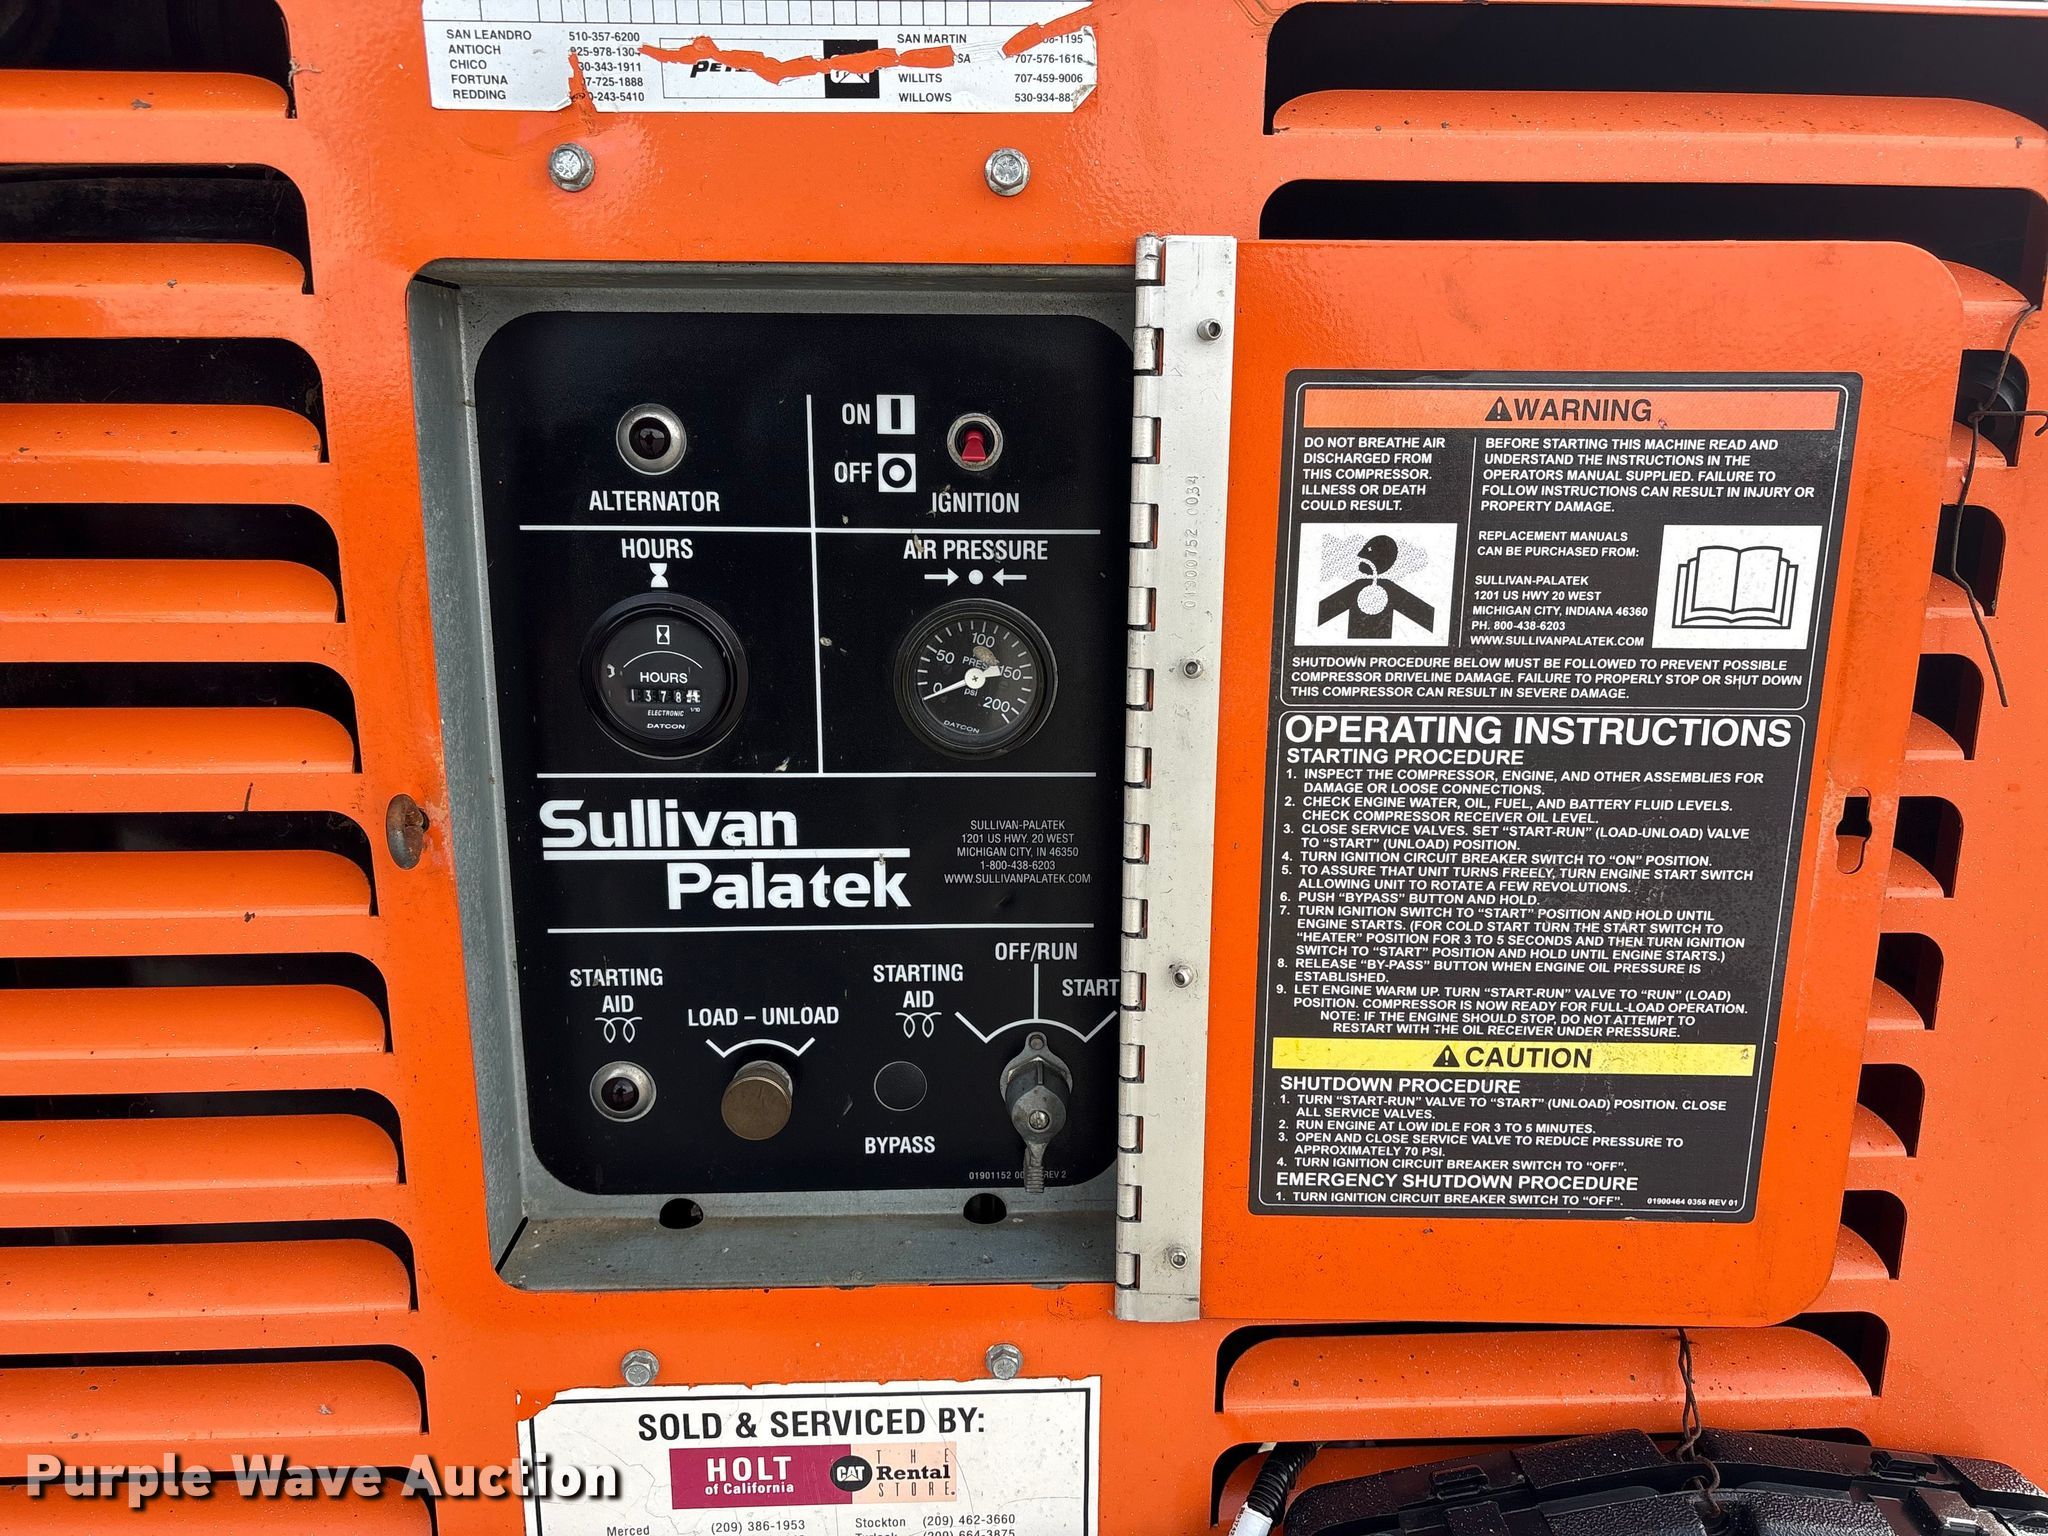 SAN LEANDRO 510-357-6200
ANTIOCH 925-978-1304
CHICO 530-343-1911
FORTUNA 707-725-1888
REDDING 530-243-5410
SAN MARTIN
707-576-1616
WILLITS 707-459-9006
WILLOWS
ALTERNATOR
ON
OFF
IGNITION
HOURS
AIR PRESSURE
HOURS
1378
1/10
ELECTRONIC
DATCON
0 50 100 150 200
psi
DATCON
Sullivan
Palatek
SULLIVAN-PALATEK
1201 US HWY. 20 WEST
MICHIGAN CITY, IN 46350
1-800-438-6203
WWW.SULLIVANPALATEK.COM
STARTING
AID
LOAD – UNLOAD
STARTING
AID
BYPASS
OFF/RUN
START
01901152 REV 2
01900752 0034
WARNING
DO NOT BREATHE AIR
DISCHARGED FROM
THIS COMPRESSOR.
ILLNESS OR DEATH
COULD RESULT.
BEFORE STARTING THIS MACHINE READ AND
UNDERSTAND THE INSTRUCTIONS IN THE
OPERATORS MANUAL SUPPLIED. FAILURE TO
FOLLOW INSTRUCTIONS CAN RESULT IN INJURY OR
PROPERTY DAMAGE.
REPLACEMENT MANUALS
CAN BE PURCHASED FROM:
SULLIVAN-PALATEK
1201 US HWY 20 WEST
MICHIGAN CITY, INDIANA 46360
PH. 800-438-6203
WWW.SULLIVANPALATEK.COM
SHUTDOWN PROCEDURE BELOW MUST BE FOLLOWED TO PREVENT POSSIBLE
COMPRESSOR DRIVELINE DAMAGE. FAILURE TO PROPERLY STOP OR SHUT DOWN
THIS COMPRESSOR CAN RESULT IN SEVERE DAMAGE.
OPERATING INSTRUCTIONS
STARTING PROCEDURE
1. INSPECT THE COMPRESSOR, ENGINE, AND OTHER ASSEMBLIES FOR
DAMAGE OR LOOSE CONNECTIONS.
2. CHECK ENGINE WATER, OIL, FUEL, AND BATTERY FLUID LEVELS.
CHECK COMPRESSOR RECEIVER OIL LEVEL.
3. CLOSE SERVICE VALVES. SET "START-RUN" (LOAD-UNLOAD) VALVE
TO "START" (UNLOAD) POSITION.
4. TURN IGNITION CIRCUIT BREAKER SWITCH TO "ON" POSITION.
5. TO ASSURE THAT UNIT TURNS FREELY, TURN ENGINE START SWITCH
ALLOWING UNIT TO ROTATE A FEW REVOLUTIONS.
6. PUSH "BYPASS" BUTTON AND HOLD.
7. TURN IGNITION SWITCH TO "START" POSITION AND HOLD UNTIL
ENGINE STARTS. (FOR COLD START TURN THE START SWITCH TO
"HEATER" POSITION FOR 3 TO 5 SECONDS AND THEN TURN IGNITION
SWITCH TO "START" POSITION AND HOLD UNTIL ENGINE STARTS.)
8. RELEASE "BY-PASS" BUTTON WHEN ENGINE OIL PRESSURE IS
ESTABLISHED.
9. LET ENGINE WARM UP. TURN "START-RUN" VALVE TO "RUN" (LOAD)
POSITION. COMPRESSOR IS NOW READY FOR FULL-LOAD OPERATION.
NOTE: IF THE ENGINE SHOULD STOP, DO NOT ATTEMPT TO
RESTART WITH THE OIL RECEIVER UNDER PRESSURE.
CAUTION
SHUTDOWN PROCEDURE
1. TURN "START-RUN" VALVE TO "START" (UNLOAD) POSITION. CLOSE
ALL SERVICE VALVES.
2. RUN ENGINE AT LOW IDLE FOR 3 TO 5 MINUTES.
3. OPEN AND CLOSE SERVICE VALVE TO REDUCE PRESSURE TO
APPROXIMATELY 70 PSI.
4. TURN IGNITION CIRCUIT BREAKER SWITCH TO "OFF".
EMERGENCY SHUTDOWN PROCEDURE
1. TURN IGNITION CIRCUIT BREAKER SWITCH TO "OFF".
01900464 0356 REV 01
SOLD & SERVICED BY:
HOLT
of California
CAT
THE
Rental
STORE.
Merced (209) 386-1953
Stockton (209) 462-3660
(209) 664-3875
Purple Wave Auction